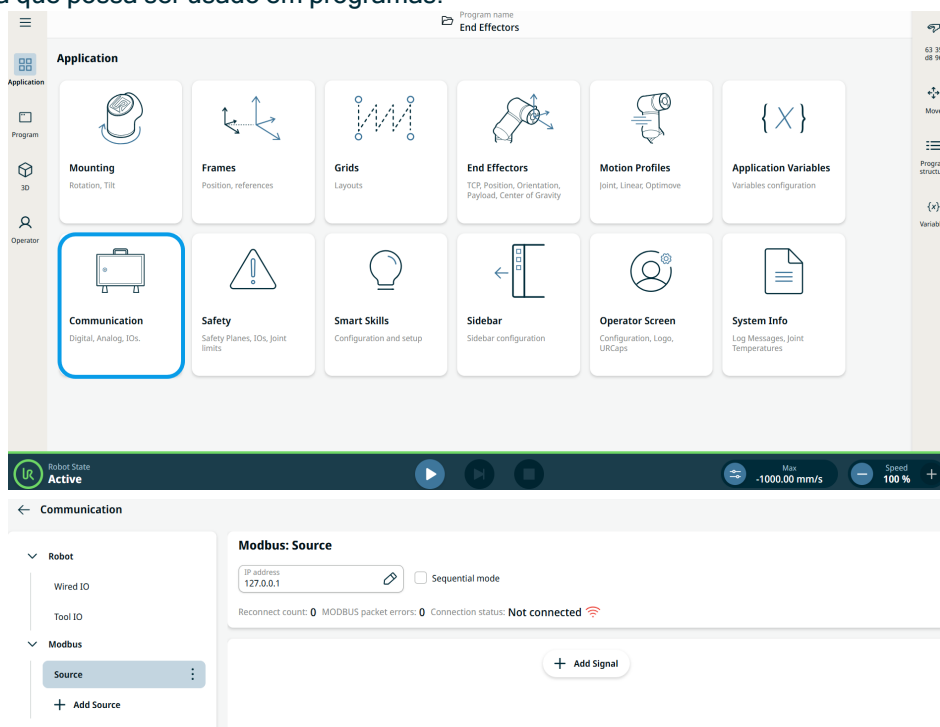 que possa ser usado em programas.
Program name
End Effectors
Application
Application
Program
3D
Operator
Mounting
Rotation, Tilt
Frames
Position, references
Grids
Layouts
End Effectors
TCP, Position, Orientation,
Payload, Center of Gravity
Motion Profiles
Joint, Linear, Optimove
Application Variables
Variables configuration
Communication
Digital, Analog, IOs.
Safety
Safety Planes, IOs, Joint
limits
Smart Skills
Configuration and setup
Sidebar
Sidebar configuration
Operator Screen
Configuration, Logo,
URCaps
System Info
Log Messages, Joint
Temperatures
Robot State
Active
Max
-1000.00 mm/s
Speed
100 %
Communication
Robot
Wired IO
Tool IO
Modbus
Source
+ Add Source
Modbus: Source
IP address
127.0.0.1
Sequential mode
Reconnect count: 0 MODBUS packet errors: 0 Connection status: Not connected
+ Add Signal